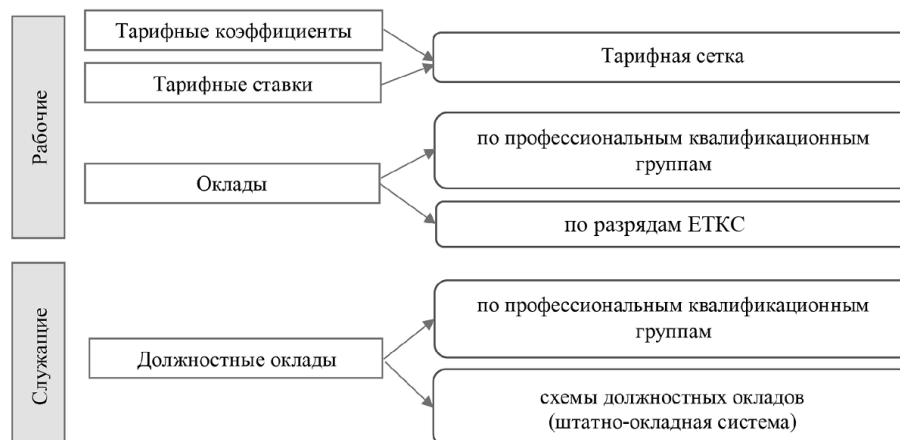 Рабочие
Тарифные коэффициенты
Тарифные ставки
Тарифная сетка
Оклады
по профессиональным квалификационным
группам
по разрядам ЕТКС
Служащие
Должностные оклады
по профессиональным квалификационным
группам
схемы должностных окладов
(штатно-окладная система)